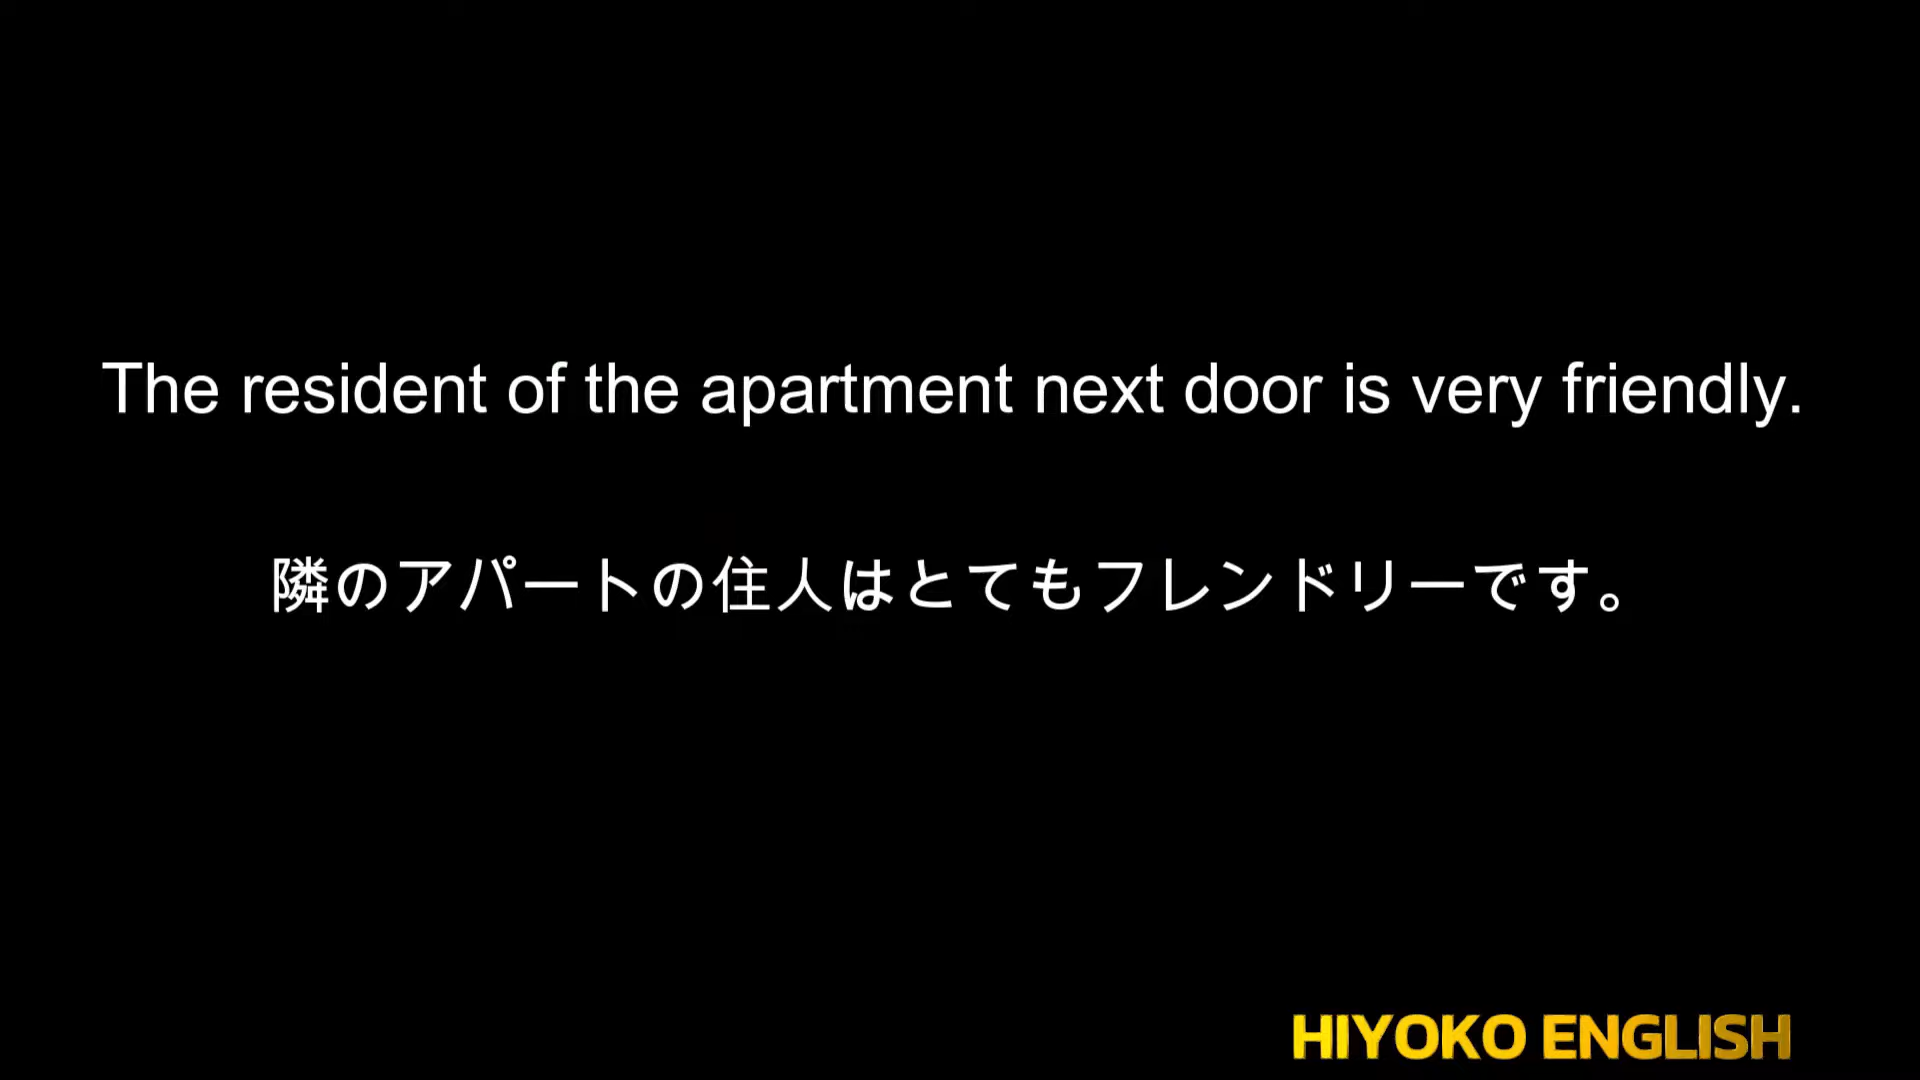 The resident of the apartment next door is very friendly.
隣のアパートの住人はとてもフレンドリーです。
HIYOKO ENGLISH